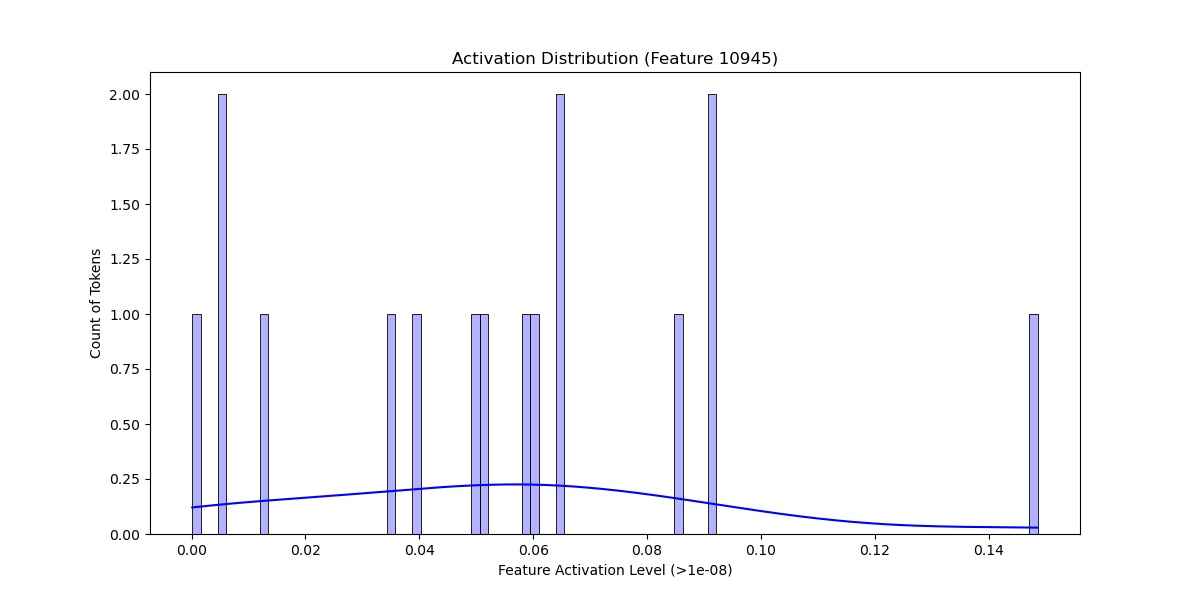 Activation Distribution (Feature 10945)
2.00
1.75
1.50
1.25
1.00
0.75
0.50
0.25
0.00
Count of Tokens
0.00 0.02 0.04 0.06 0.08 0.10 0.12 0.14
Feature Activation Level (>1e-08)